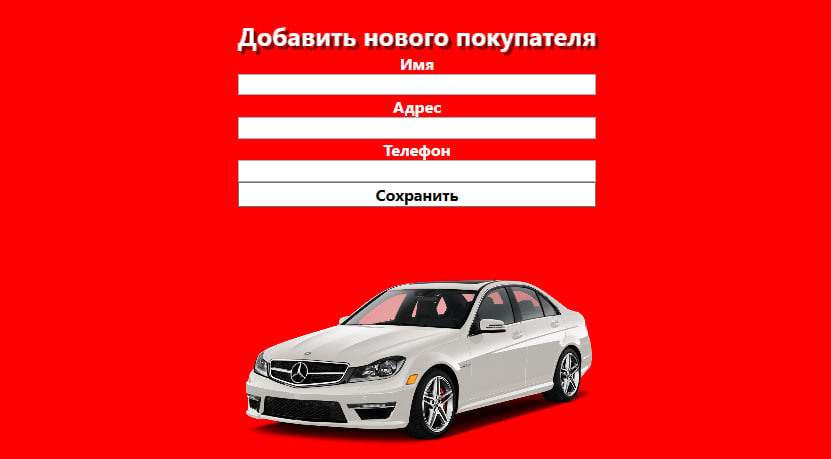 Добавить нового покупателя
Имя
Адрес
Телефон
Сохранить